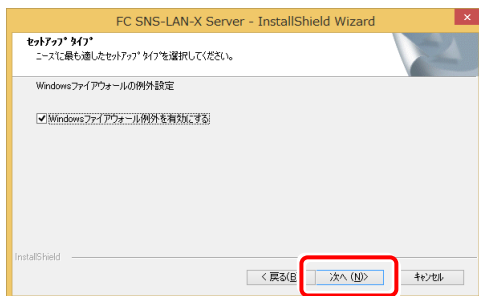 FC SNS-LAN-X Server - InstallShield Wizard
セットアップ タイプ
ニーズに最も適したセットアップ タイプを選択してください。
Windowsファイアウォールの例外設定
Windowsファイアウォール例外を有効にする
InstallShield
< 戻る(B
次へ (N)>
キャンセル